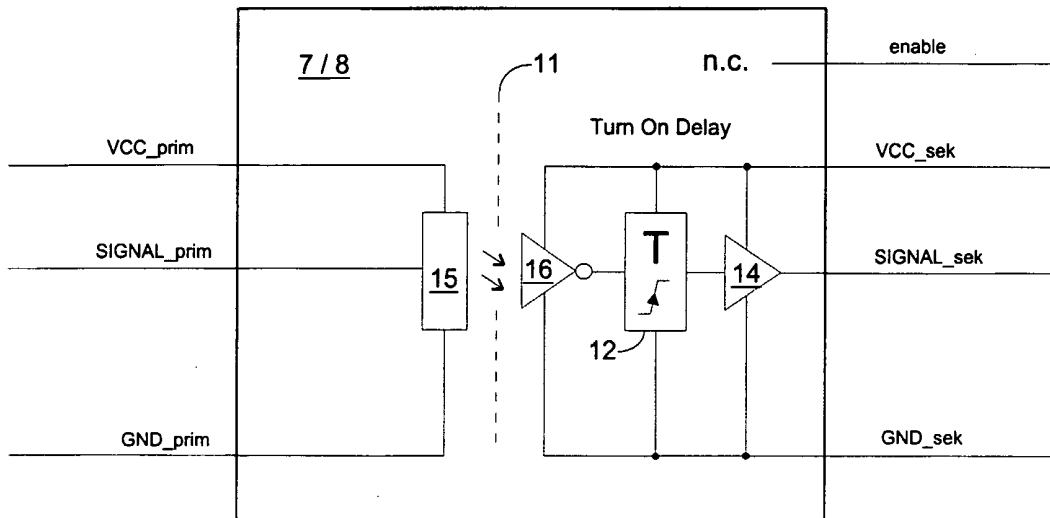 enable
7 / 8
11
n.c.
Turn On Delay
VCC_prim
VCC_sek
SIGNAL_prim
15
16
T
14
SIGNAL_sek
12
GND_prim
GND_sek